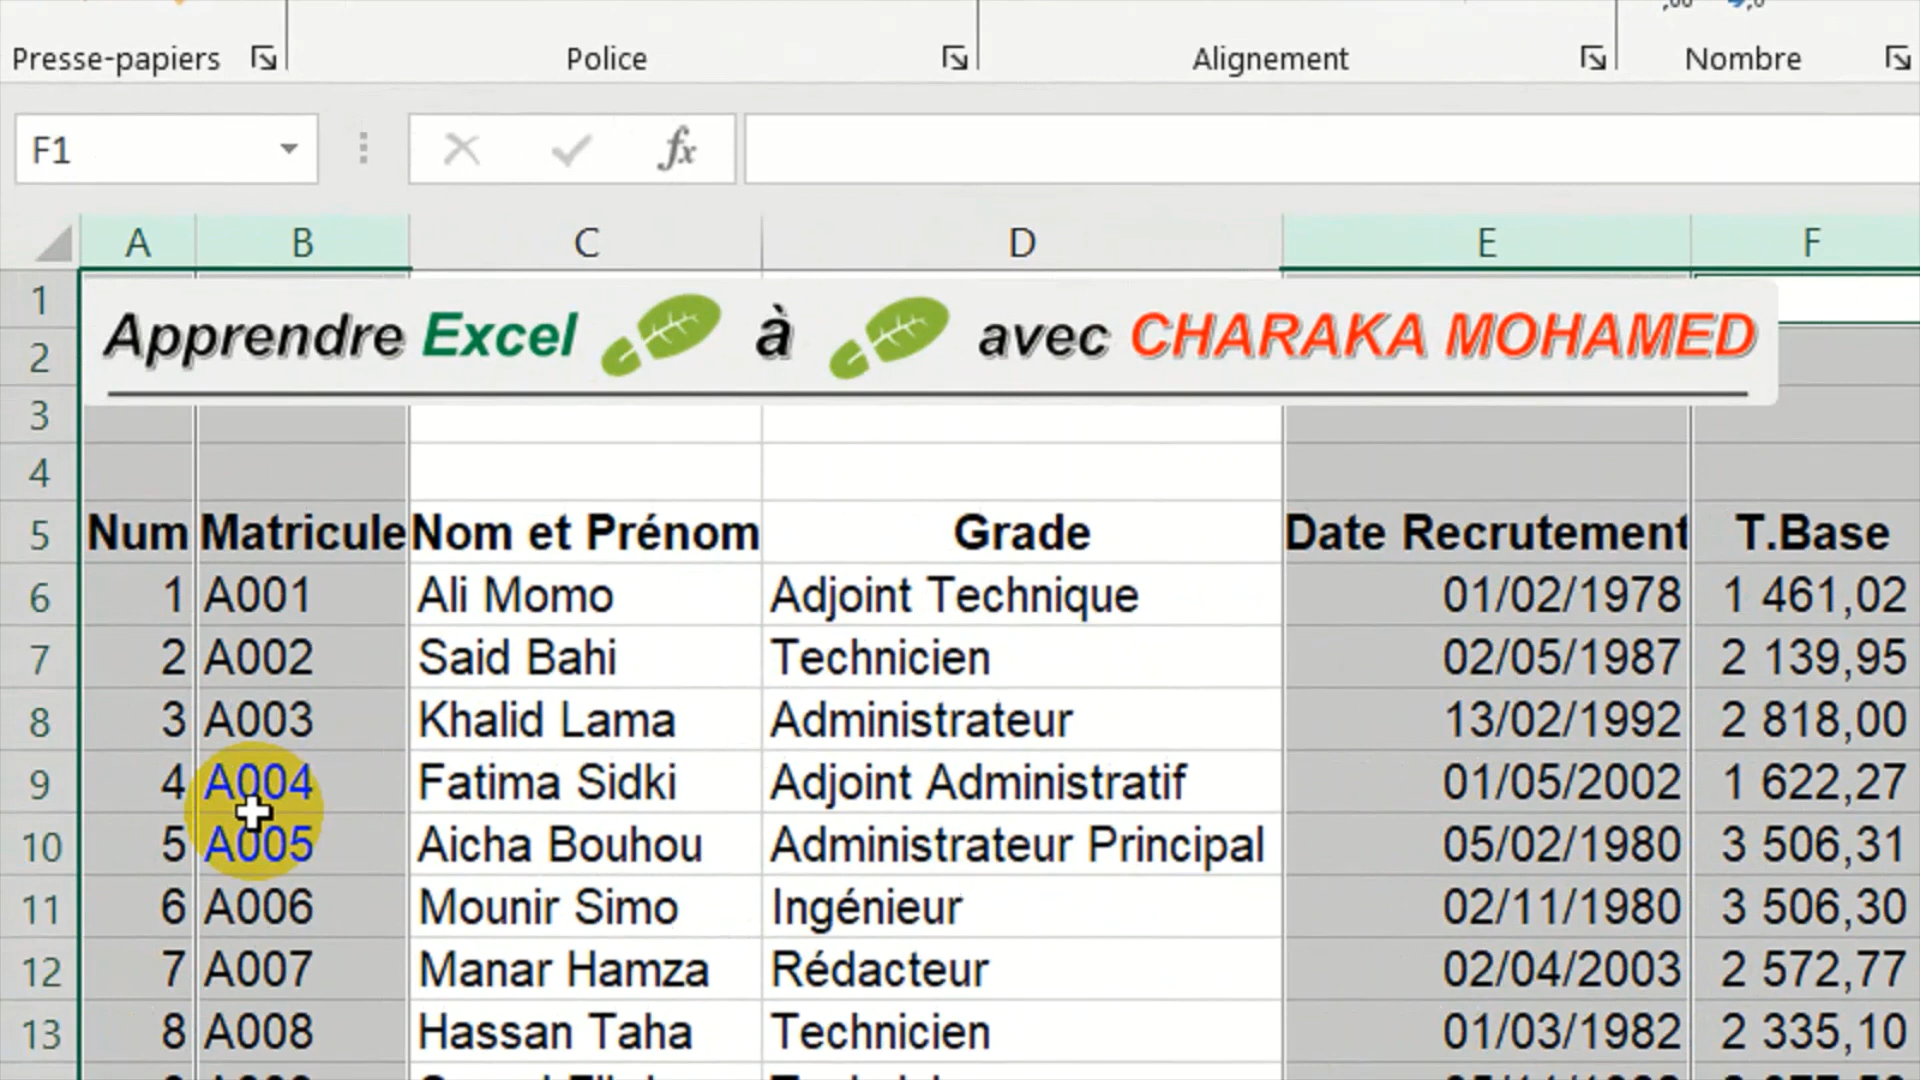 Presse-papiers Police Alignement Nombre
F1 fx
A B C D E F
1
Apprendre Excel à avec CHARAKA MOHAMED
2
3
4
5 Num Matricule Nom et Prénom Grade Date Recrutement T.Base
6 1 A001 Ali Momo Adjoint Technique 01/02/1978 1 461,02
7 2 A002 Said Bahi Technicien 02/05/1987 2 139,95
8 3 A003 Khalid Lama Administrateur 13/02/1992 2 818,00
9 4 A004 Fatima Sidki Adjoint Administratif 01/05/2002 1 622,27
10 5 A005 Aicha Bouhou Administrateur Principal 05/02/1980 3 506,31
11 6 A006 Mounir Simo Ingénieur 02/11/1980 3 506,30
12 7 A007 Manar Hamza Rédacteur 02/04/2003 2 572,77
13 8 A008 Hassan Taha Technicien 01/03/1982 2 335,10